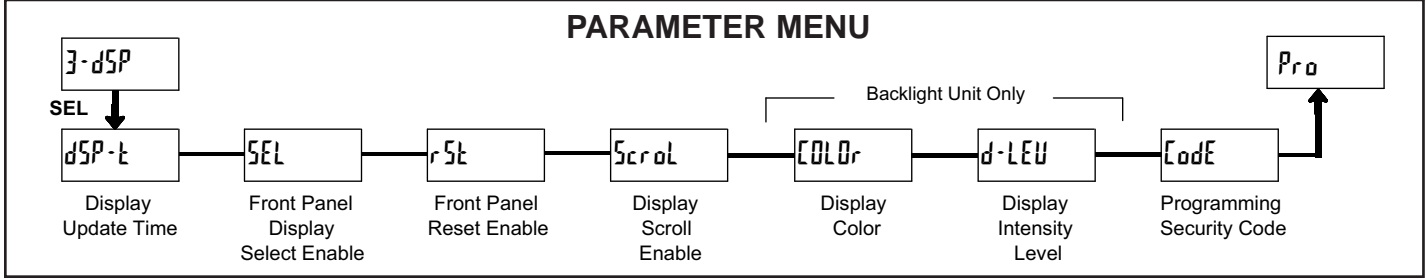 PARAMETER MENU
3-dSP
Pro
SEL
Backlight Unit Only
dSP-t
SEL
rSt
ScroL
COLOr
d-LEV
CodE
Display
Update Time
Front Panel
Display
Select Enable
Front Panel
Reset Enable
Display
Scroll
Enable
Display
Color
Display
Intensity
Level
Programming
Security Code